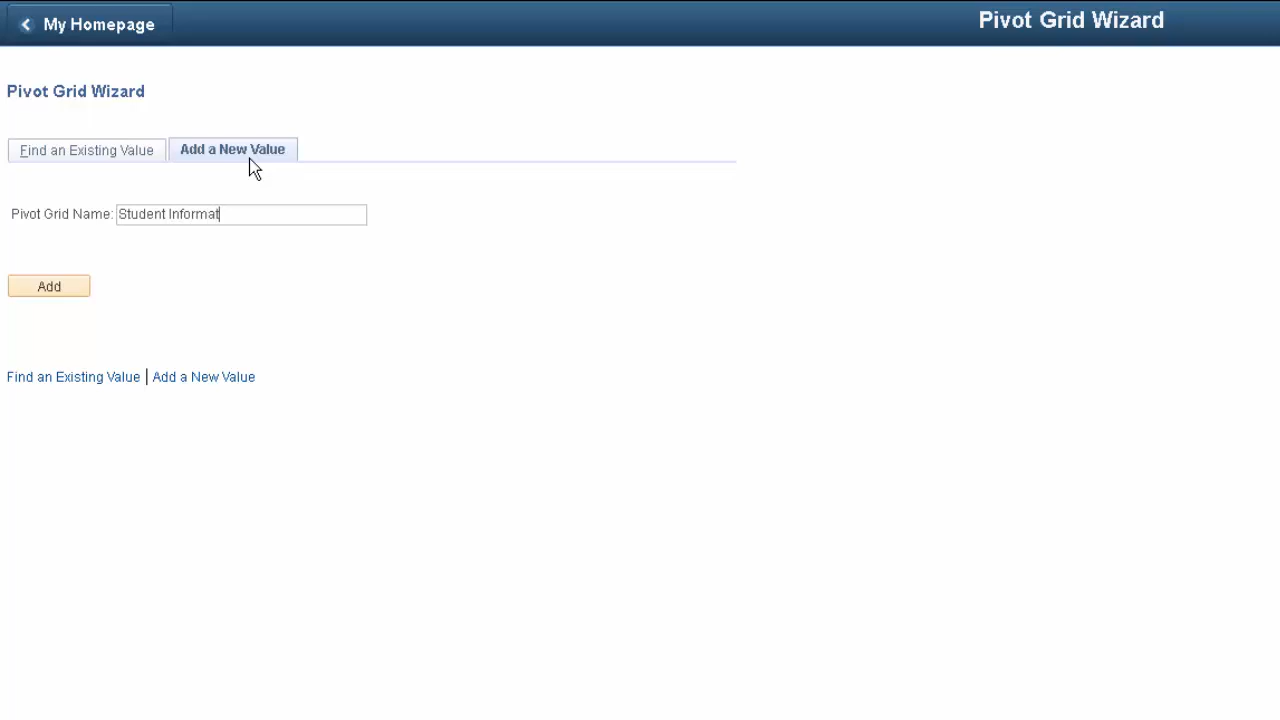 My Homepage
Pivot Grid Wizard
Pivot Grid Wizard
Find an Existing Value
Add a New Value
Pivot Grid Name: Student Informat
Add
Find an Existing Value | Add a New Value